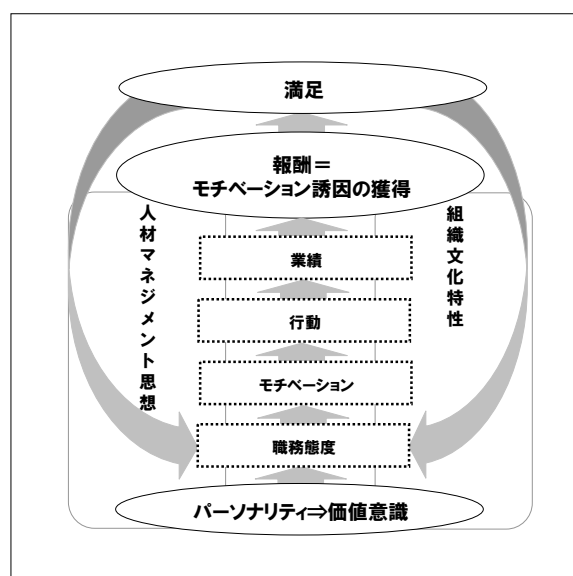 満足
報酬＝
モチベーション誘因の獲得
人材マネジメント思想
組織文化特性
業績
行動
モチベーション
職務態度
パーソナリティ⇒価値意識